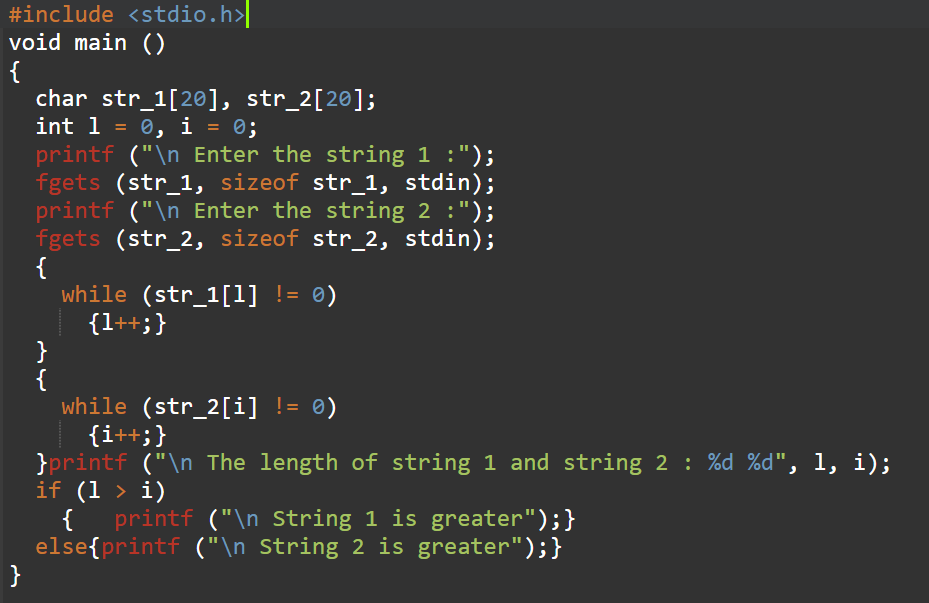 #include <stdio.h>
void main ()
{
  char str_1[20], str_2[20];
  int l = 0, i = 0;
  printf ("\n Enter the string 1 :");
  fgets (str_1, sizeof str_1, stdin);
  printf ("\n Enter the string 2 :");
  fgets (str_2, sizeof str_2, stdin);
  {
    while (str_1[l] != 0)
      {l++;}
  }
  {
    while (str_2[i] != 0)
      {i++;}
  }printf ("\n The length of string 1 and string 2 : %d %d", l, i);
  if (l > i)
    {   printf ("\n String 1 is greater");}
  else{printf ("\n String 2 is greater");}
}